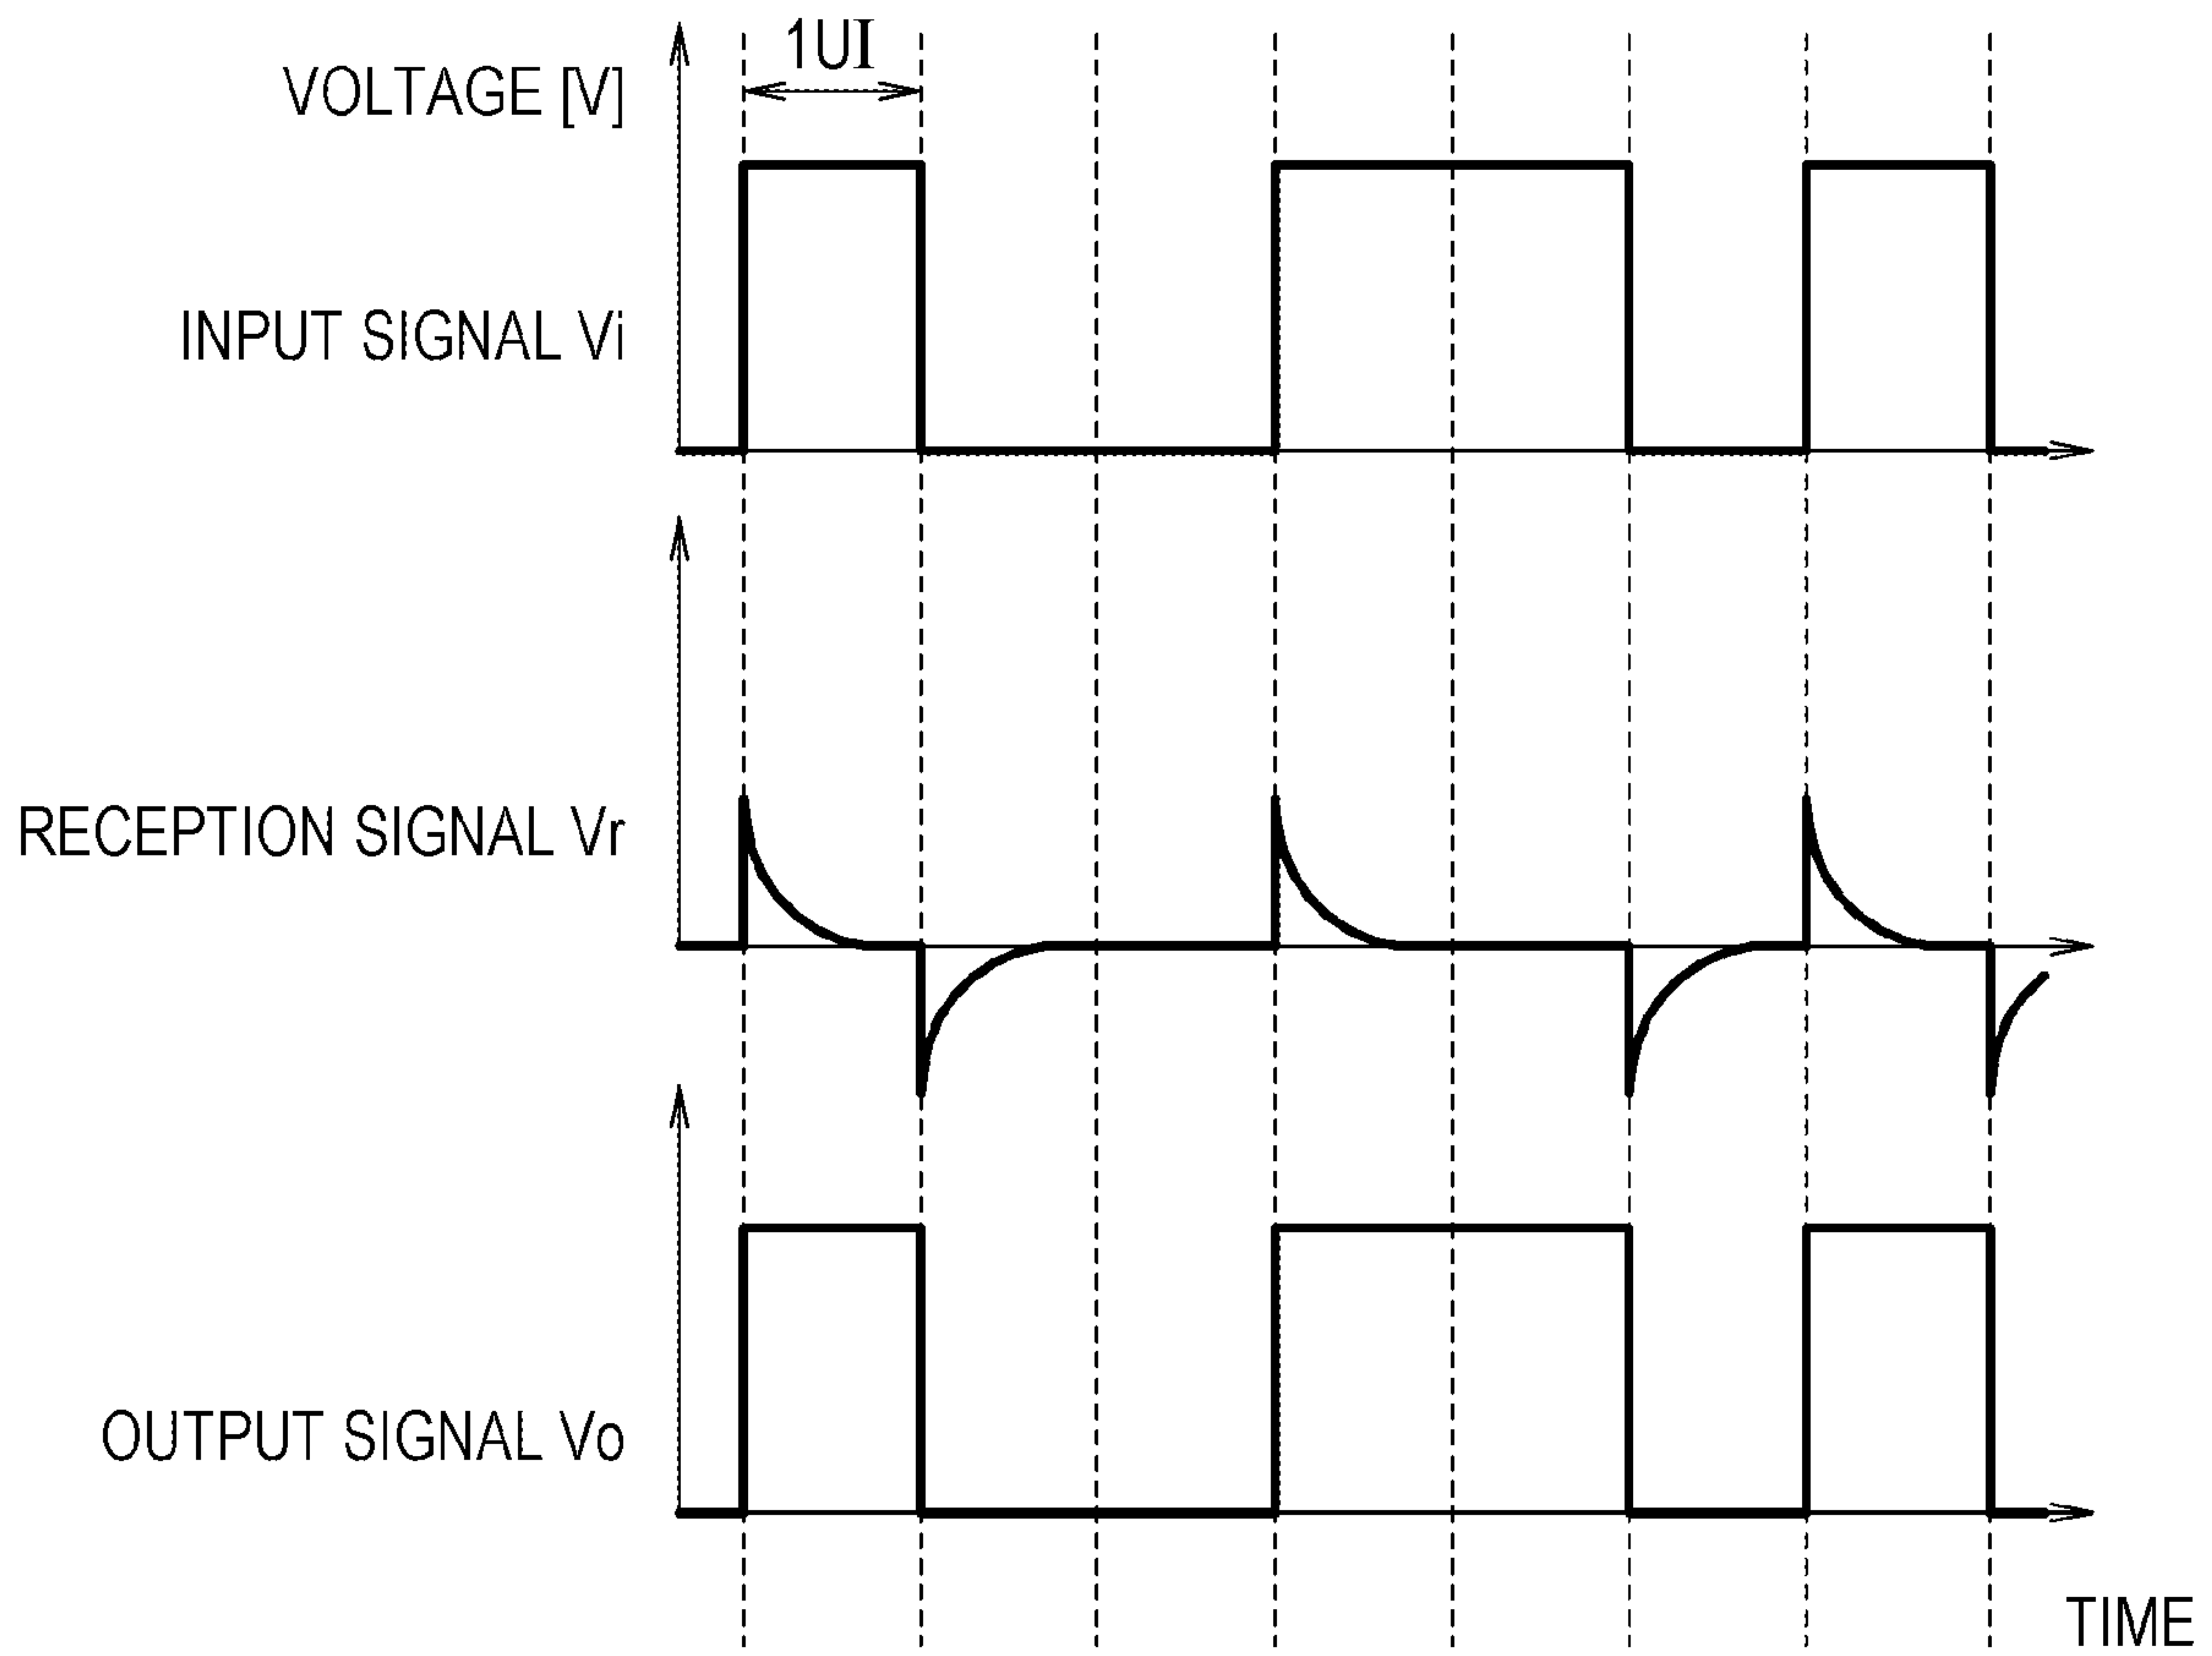 1UI
VOLTAGE [V]
INPUT SIGNAL Vi
RECEPTION SIGNAL Vr
OUTPUT SIGNAL Vo
TIME